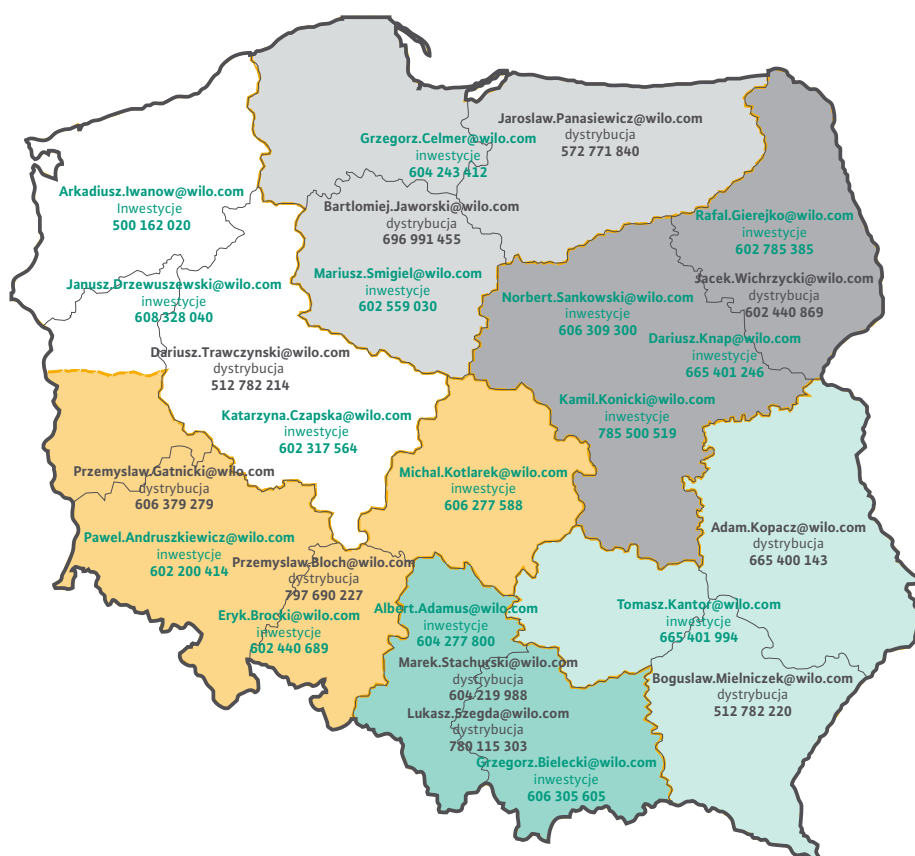 Jaroslaw.Panasiewicz@wilo.com
dystrybucja
572 771 840
Grzegorz.Celmer@wilo.com
inwestycje
604 243 412
Arkadiusz.Iwanow@wilo.com
Inwestycje
500 162 020
Bartlomiej.Jaworski@wilo.com
dystrybucja
696 991 455
Rafal.Gierejko@wilo.com
inwestycje
602 785 385
Janusz.Drzewuszewski@wilo.com
inwestycje
608 328 040
Mariusz.Smigiel@wilo.com
inwestycje
602 559 030
Norbert.Sankowski@wilo.com
inwestycje
606 309 300
Jacek.Wichrzycki@wilo.com
dystrybucja
602 440 869
Dariusz.Trawczynski@wilo.com
dystrybucja
512 782 214
Dariusz.Knap@wilo.com
inwestycje
665 401 246
Katarzyna.Czapska@wilo.com
inwestycje
602 317 564
Kamil.Konicki@wilo.com
inwestycje
785 500 519
Przemyslaw.Gatnicki@wilo.com
dystrybucja
606 379 279
Michal.Kotlarek@wilo.com
inwestycje
606 277 588
Pawel.Andruszkiewicz@wilo.com
inwestycje
602 200 414
Adam.Kopacz@wilo.com
dystrybucja
665 400 143
Przemyslaw.Bloch@wilo.com
dystrybucja
797 690 227
Eryk.Brocki@wilo.com
inwestycje
602 440 689
Albert.Adamus@wilo.com
inwestycje
604 277 800
Tomasz.Kantor@wilo.com
inwestycje
665 401 994
Marek.Stachurski@wilo.com
dystrybucja
604 219 988
Boguslaw.Mielniczek@wilo.com
dystrybucja
512 782 220
Lukasz.Szegda@wilo.com
dystrybucja
780 115 303
Grzegorz.Bielecki@wilo.com
inwestycje
606 305 605